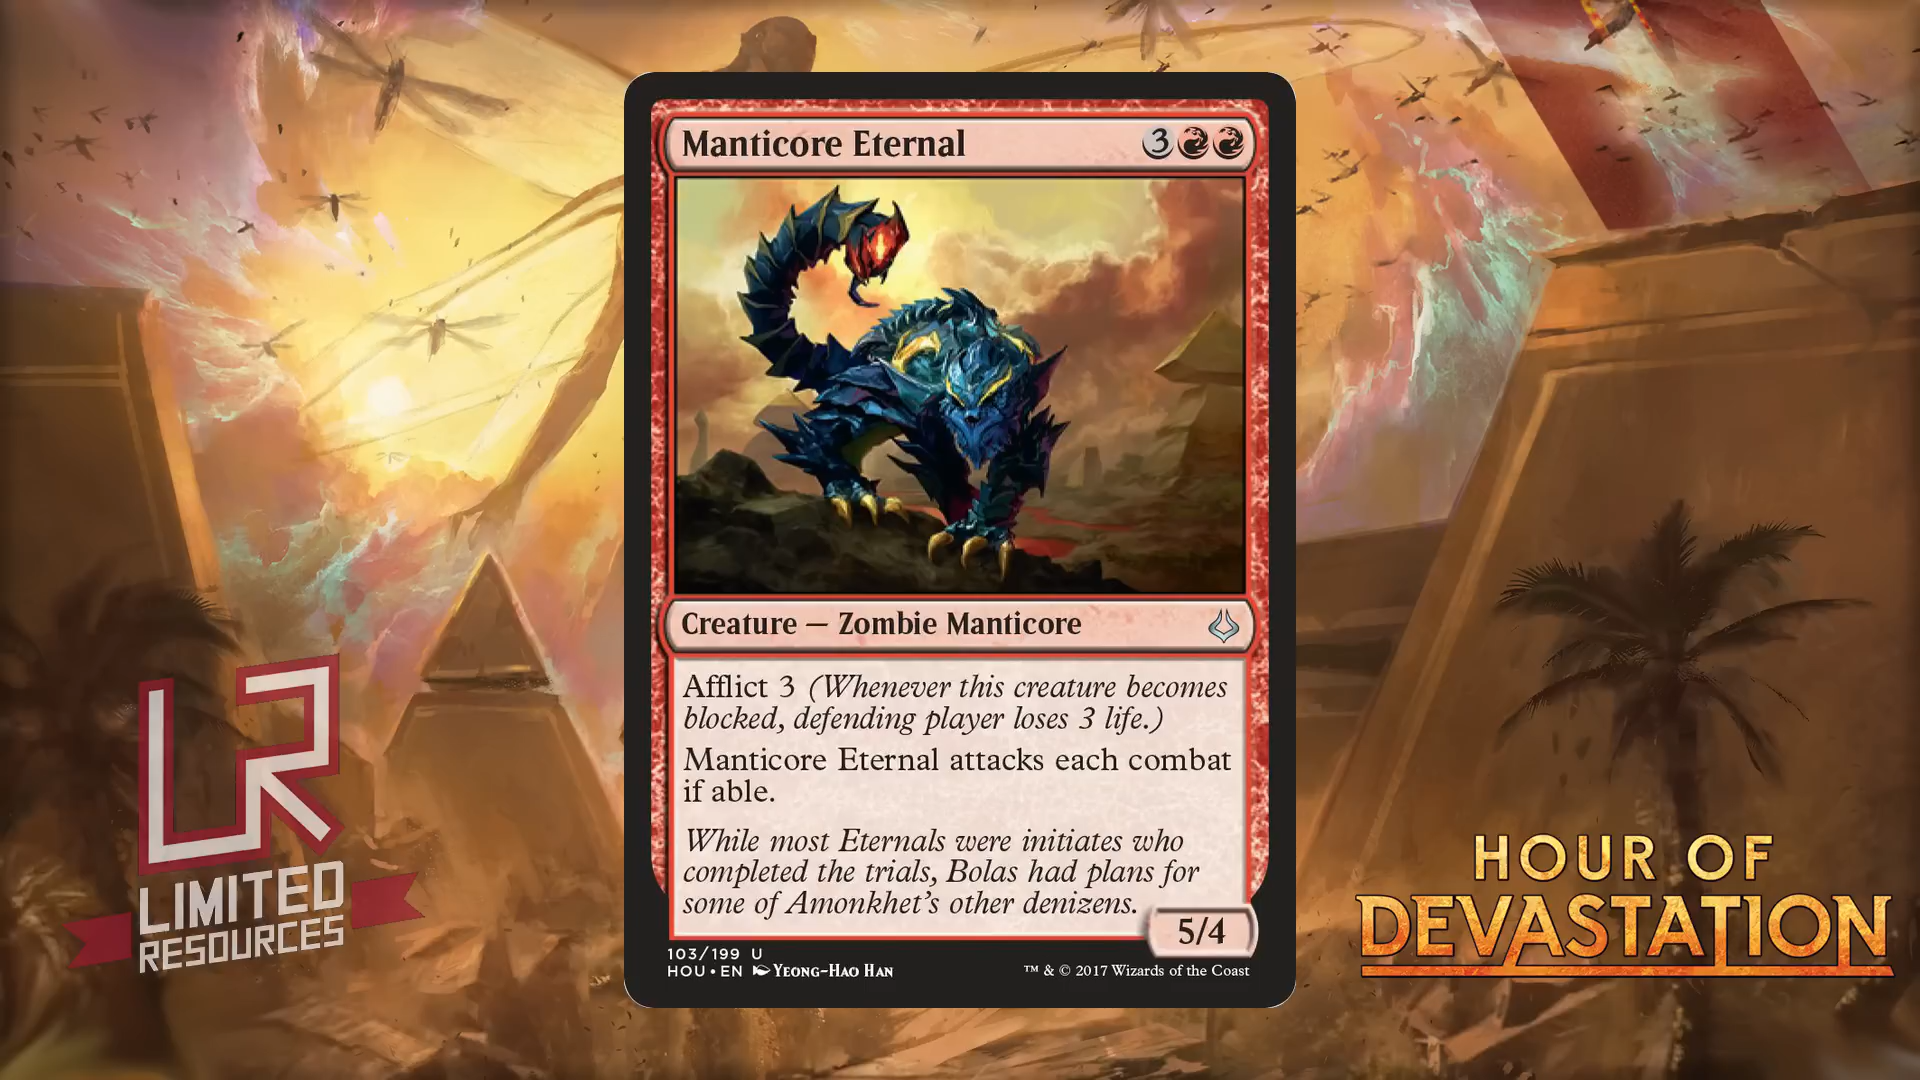 Manticore Eternal 3
Creature — Zombie Manticore
Afflict 3 (Whenever this creature becomes
blocked, defending player loses 3 life.)
Manticore Eternal attacks each combat
if able.
While most Eternals were initiates who
completed the trials, Bolas had plans for
some of Amonkhet's other denizens.
5/4
103/199 U
HOU • EN Yeong-Hao Han
™ & © 2017 Wizards of the Coast
LR
LIMITED
RESOURCES
HOUR OF
DEVASTATION